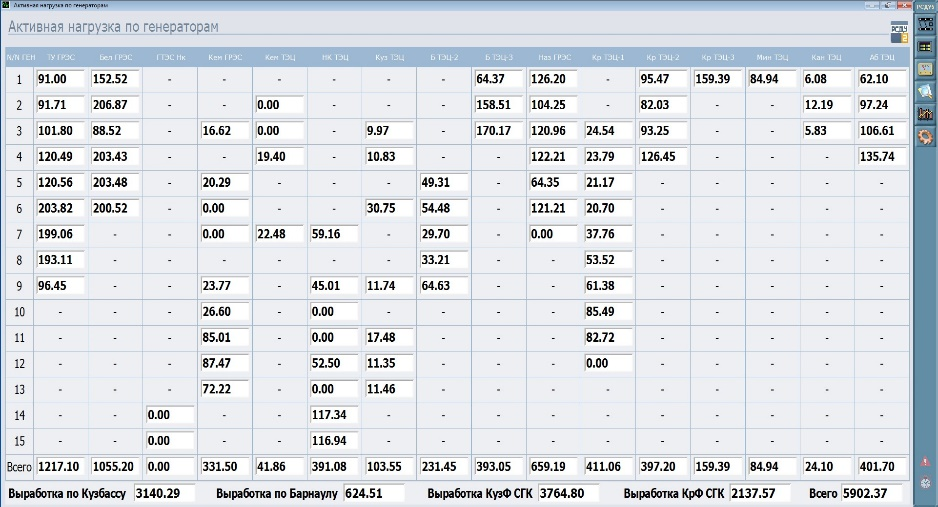 Активная нагрузка по генераторам
Активная нагрузка по генераторам
РСДУ5
РСДУ
2
N/N ГЕН ТУ ГРЭС Бел ГРЭС ГТЭС Нк Кем ГРЭС Кем ТЭЦ НК ТЭЦ Куз ТЭЦ Б ТЭЦ-2 Б ТЭЦ-3 Наз ГРЭС Кр ТЭЦ-1 Кр ГРЭС-2 Кр ТЭЦ-3 Мин ТЭЦ Кан ТЭЦ Аб ТЭЦ
1 91.00 152.52 - - - - - - 64.37 126.20 - 95.47 159.39 84.94 6.08 62.10
2 91.71 206.87 - - 0.00 - - - 158.51 104.25 - 82.03 - - 12.19 97.24
3 101.80 88.52 - 16.62 0.00 - 9.97 - 170.17 120.96 24.54 93.25 - - 5.83 106.61
4 120.49 203.43 - - 19.40 - 10.83 - - 122.21 23.79 126.45 - - - 135.74
5 120.56 203.48 - 20.29 - - - 49.31 - 64.35 21.17 - - - - -
6 203.82 200.52 - 0.00 - - 30.75 54.48 - 121.21 20.70 - - - - -
7 199.06 - - 0.00 22.48 59.16 - 29.70 - 0.00 37.76 - - - - -
8 193.11 - - - - - - 33.21 - - 53.52 - - - - -
9 96.45 - - 23.77 - 45.01 11.74 64.63 - - 61.38 - - - - -
10 - - - 26.60 - 0.00 - - - - 85.49 - - - - -
11 - - - 85.01 - 0.00 17.48 - - - 82.72 - - - - -
12 - - - 87.47 - 52.50 11.35 - - - 0.00 - - - - -
13 - - - 72.22 - 0.00 11.46 - - - - - - - - -
14 - - 0.00 - - 117.34 - - - - - - - - - -
15 - - 0.00 - - 116.94 - - - - - - - - - -
Всего 1217.10 1055.20 0.00 331.50 41.86 391.08 103.55 231.45 393.05 659.19 411.06 397.20 159.39 84.94 24.10 401.70
Выработка по Кузбассу 3140.29 Выработка по Барнаулу 624.51 Выработка КузФ СГК 3764.80 Выработка КрФ СГК 2137.57 Всего 5902.37